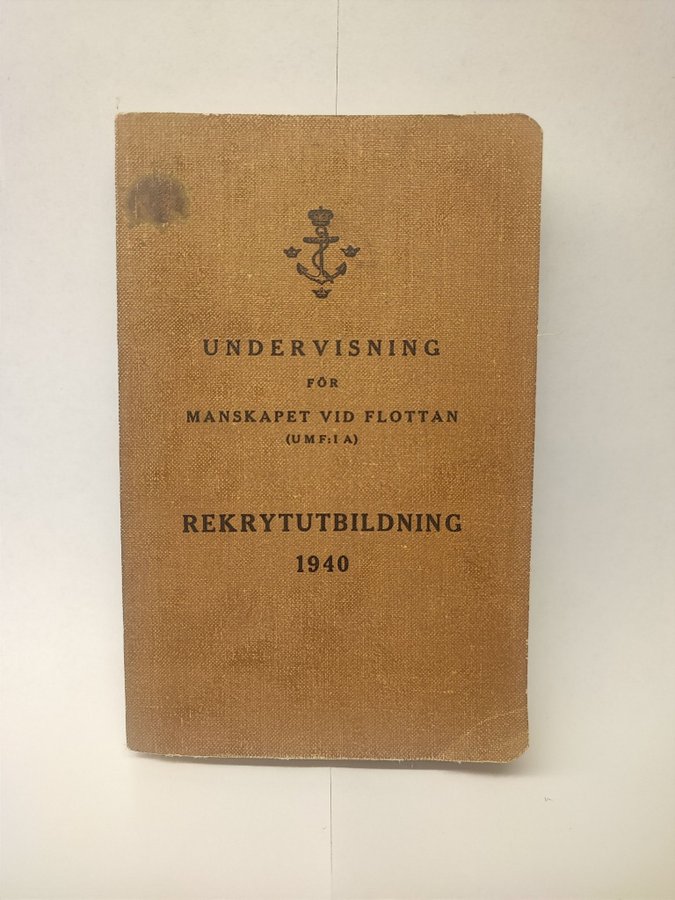 UNDERVISNING
FÖR
MANSKAPET VID FLOTTAN
(UMF:I A)
REKRYTUTBILDNING
1940